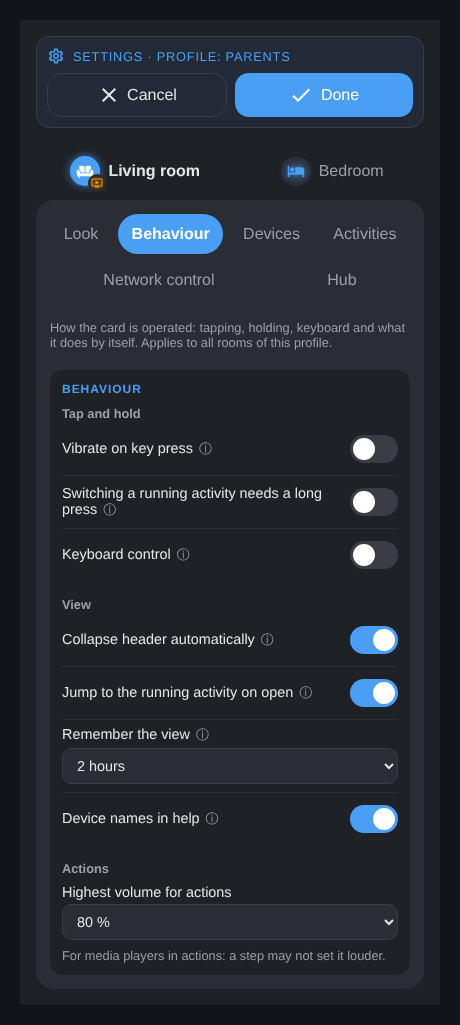 SETTINGS · PROFILE: PARENTS
Cancel
Done
Living room
Bedroom
Look
Behaviour
Devices
Activities
Network control
Hub
How the card is operated: tapping, holding, keyboard and what
it does by itself. Applies to all rooms of this profile.
BEHAVIOUR
Tap and hold
Vibrate on key press ⓘ
Switching a running activity needs a long
press ⓘ
Keyboard control ⓘ
View
Collapse header automatically ⓘ
Jump to the running activity on open ⓘ
Remember the view ⓘ
2 hours
Device names in help ⓘ
Actions
Highest volume for actions
80 %
For media players in actions: a step may not set it louder.